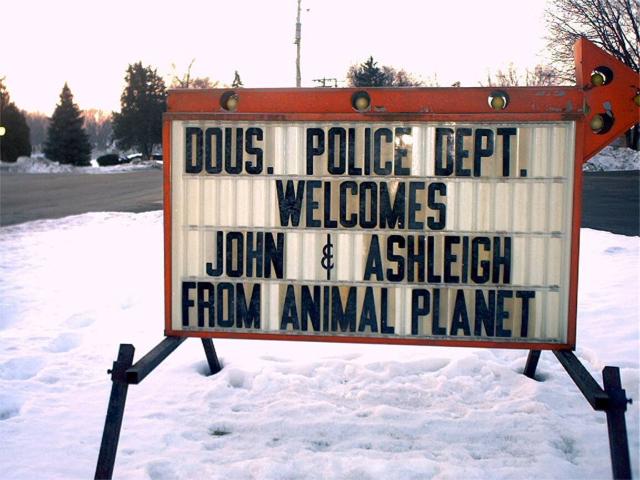 DOUS. POLICE DEPT.
WELCOMES
JOHN & ASHLEIGH
FROM ANIMAL PLANET